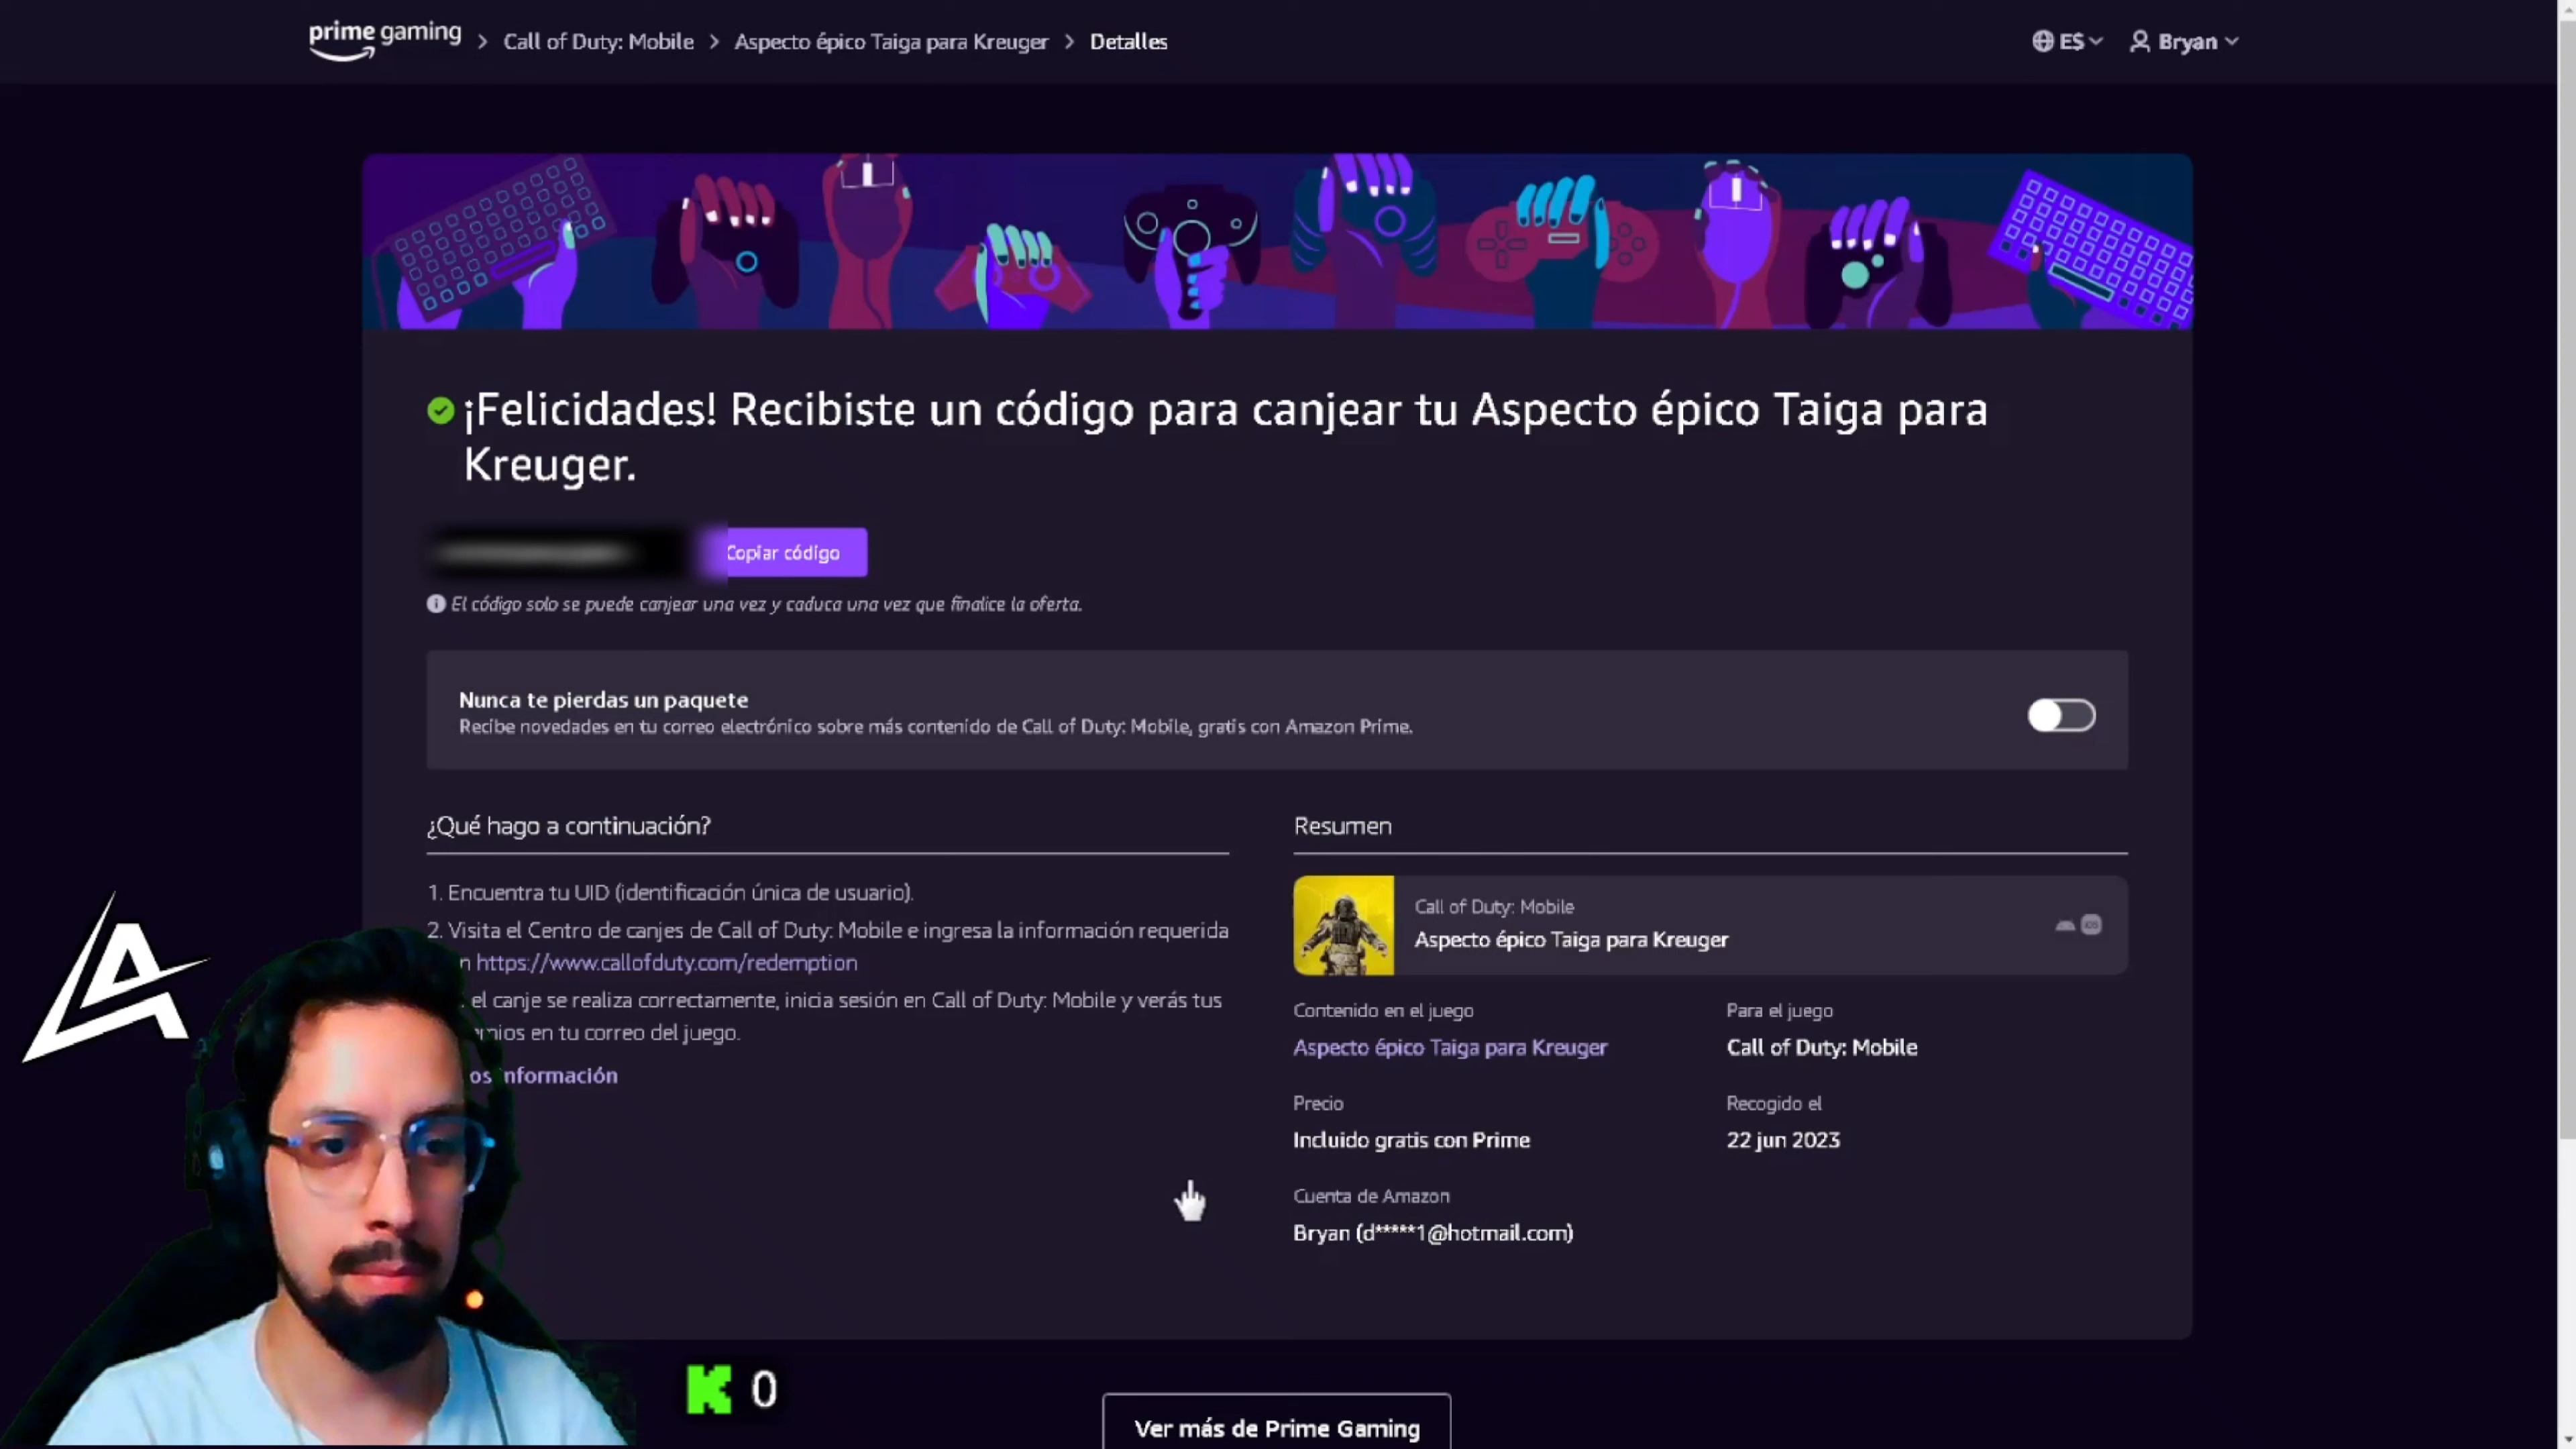 prime gaming > Call of Duty: Mobile > Aspecto épico Taiga para Kreuger > Detalles
ES
Bryan
¡Felicidades! Recibiste un código para canjear tu Aspecto épico Taiga para
Kreuger.
Copiar código
El código solo se puede canjear una vez y caduca una vez que finalice la oferta.
Nunca te pierdas un paquete
Recibe novedades en tu correo electrónico sobre más contenido de Call of Duty: Mobile, gratis con Amazon Prime.
¿Qué hago a continuación?
1. Encuentra tu UID (identificación única de usuario).
2. Visita el Centro de canjes de Call of Duty: Mobile e ingresa la información requerida
n https://www.callofduty.com/redemption
el canje se realiza correctamente, inicia sesión en Call of Duty: Mobile y verás tus
mios en tu correo del juego.
os información
Resumen
Call of Duty: Mobile
Aspecto épico Taiga para Kreuger
iOS
Contenido en el juego
Aspecto épico Taiga para Kreuger
Para el juego
Call of Duty: Mobile
Precio
Incluido gratis con Prime
Recogido el
22 jun 2023
Cuenta de Amazon
Bryan (d*****1@hotmail.com)
K 0
Ver más de Prime Gaming